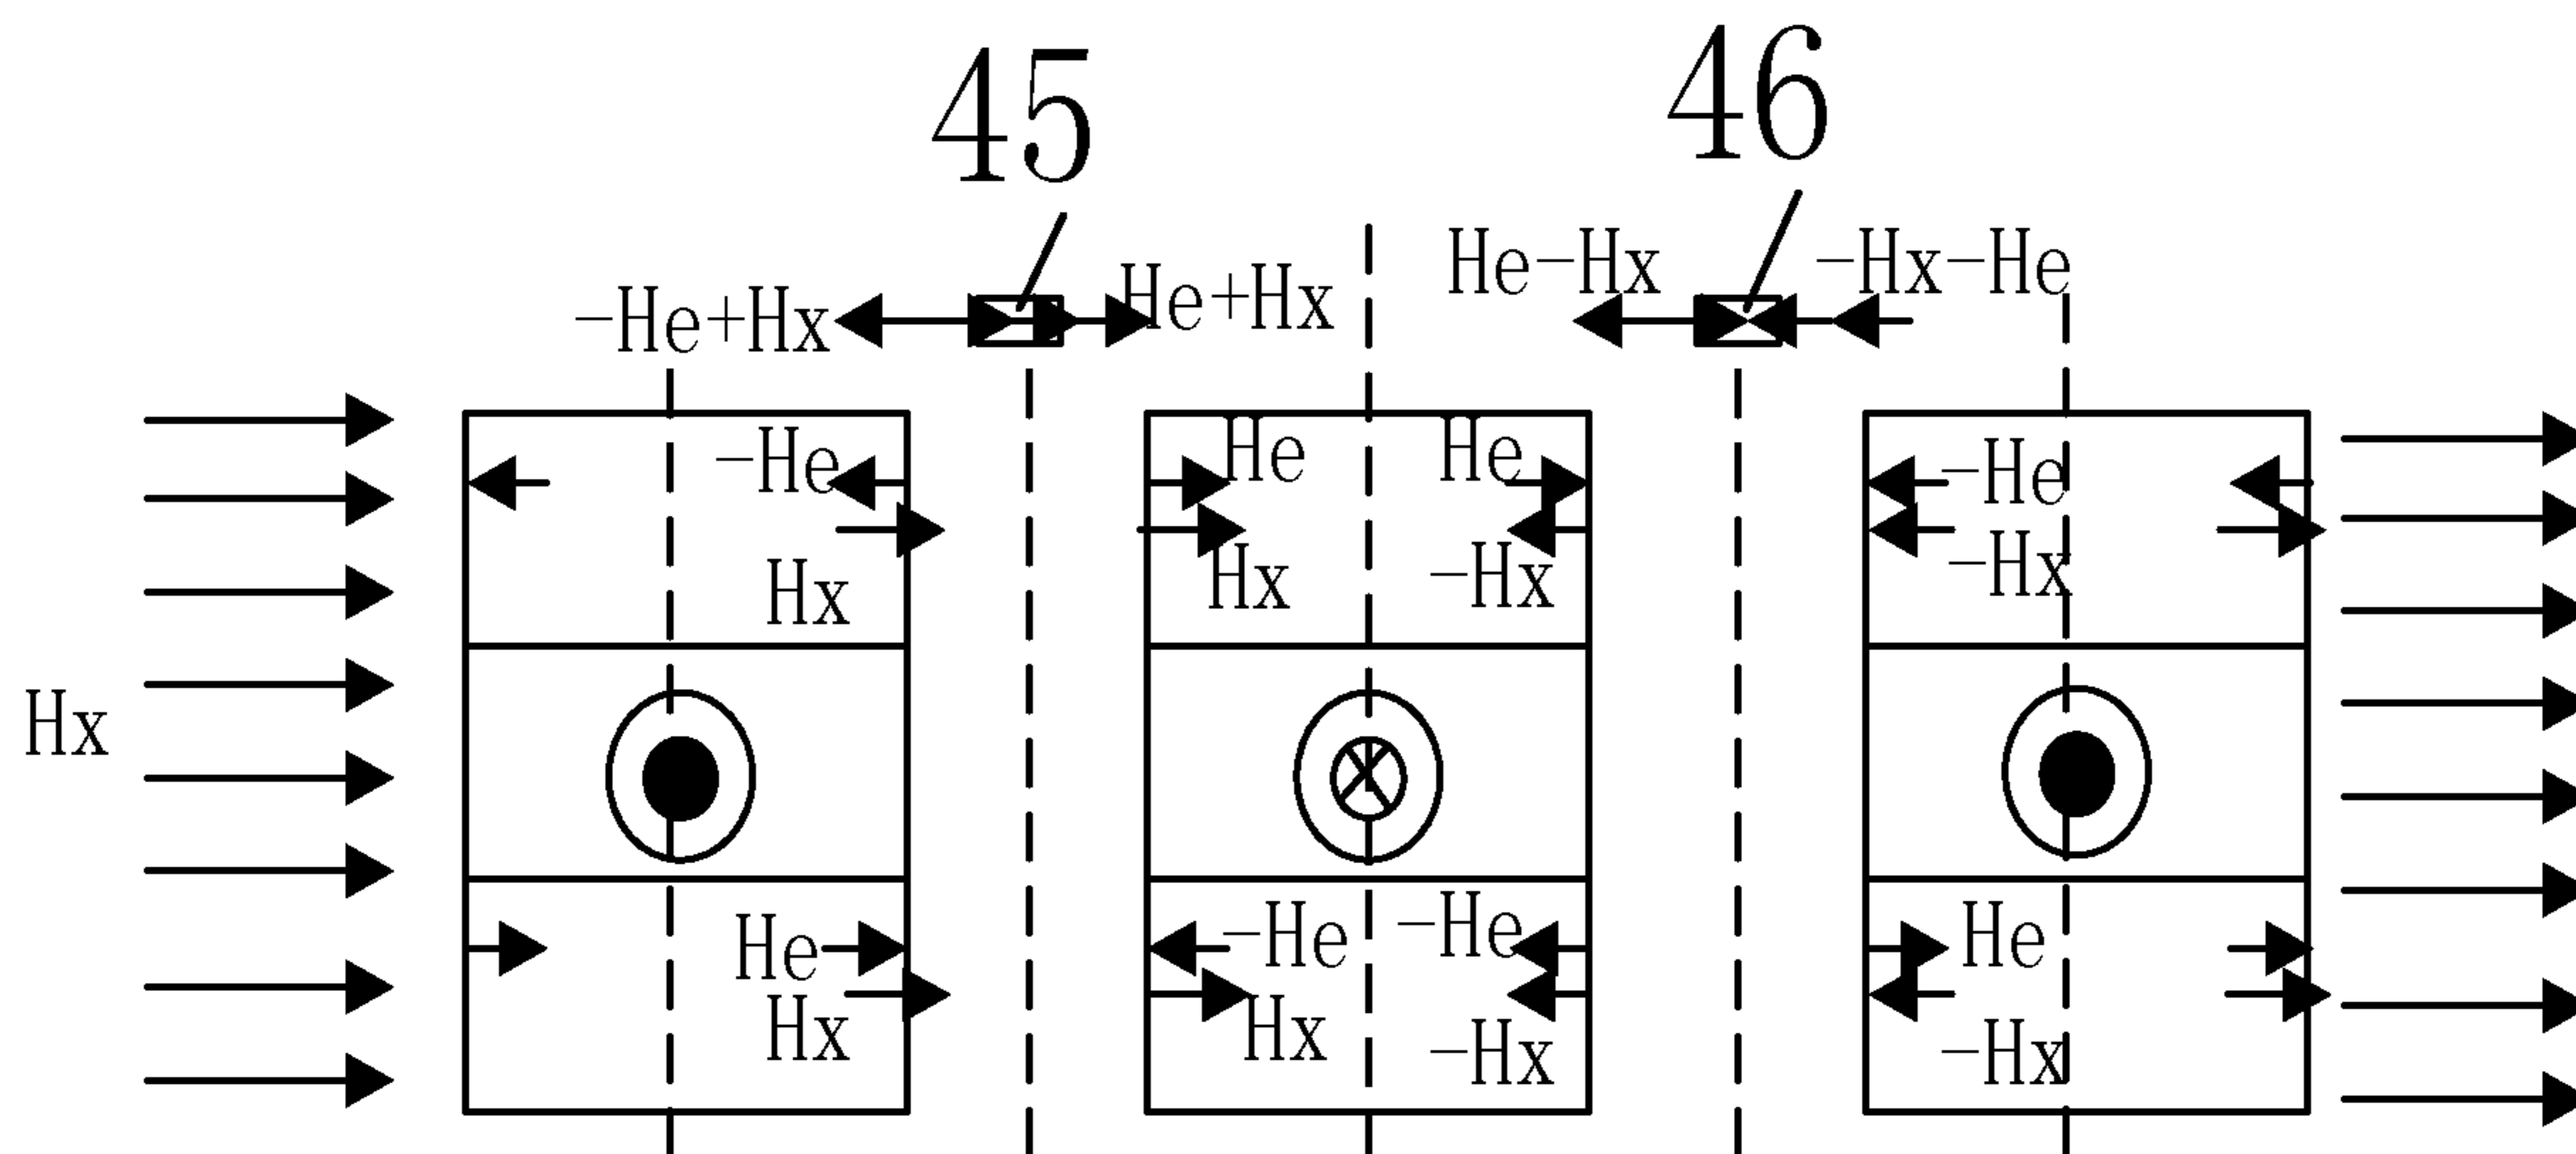 45 46
-He+Hx He+Hx He-Hx -Hx-He
-He He He -He
Hx Hx -Hx -Hx
Hx
He -He -He He
Hx Hx -Hx -Hx